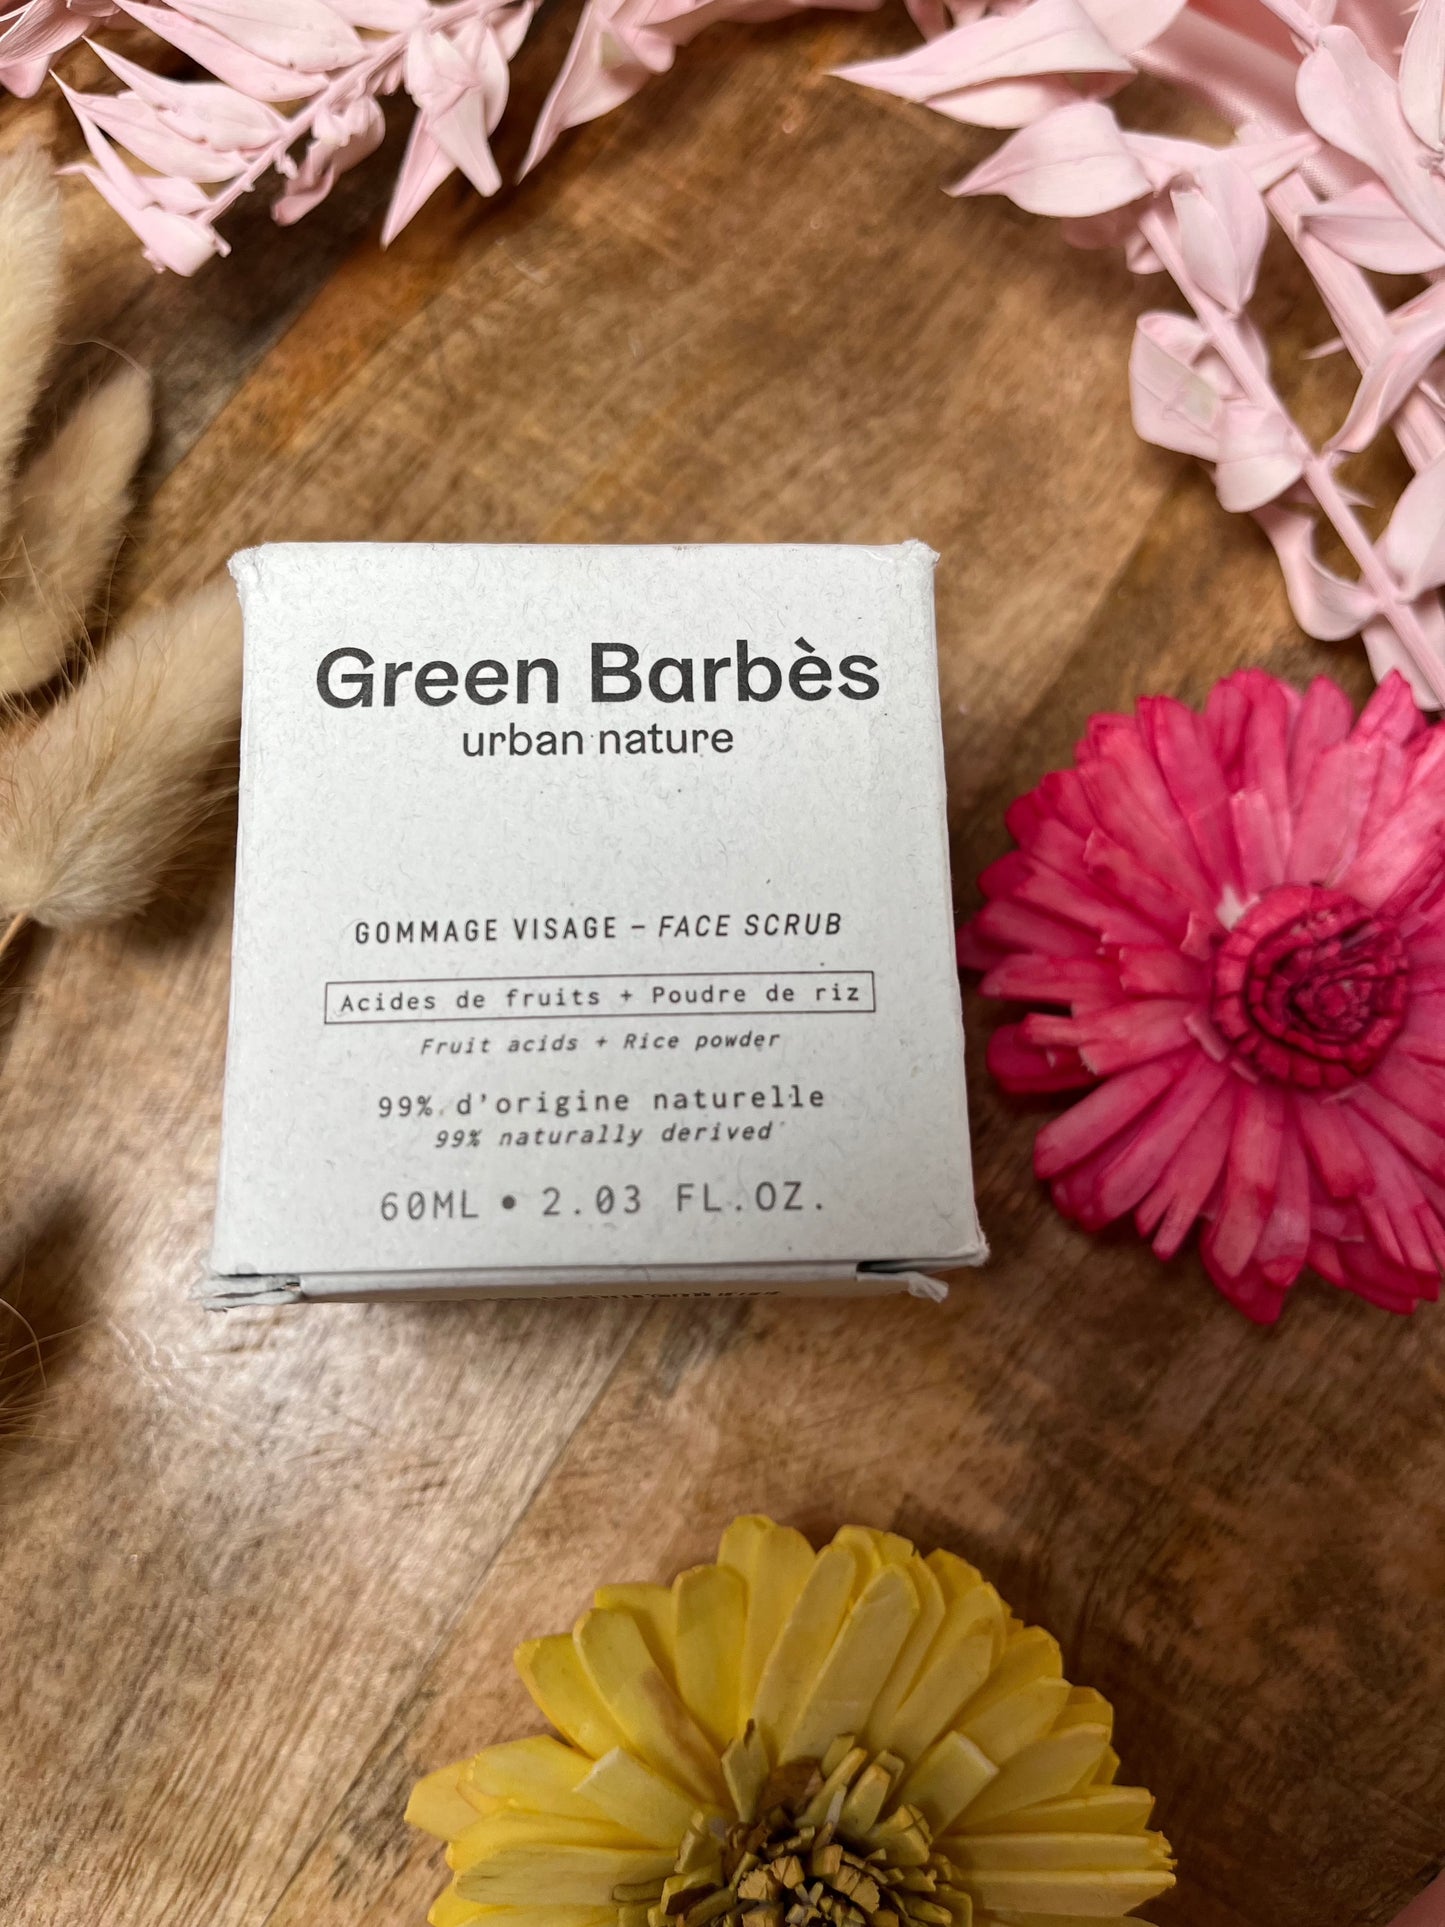 Green Barbès
urban nature
GOMMAGE VISAGE – FACE SCRUB
Acides de fruits + Poudre de riz
Fruit acids + Rice powder
99% d'origine naturelle
99% naturally derived
60ML • 2.03 FL.OZ.